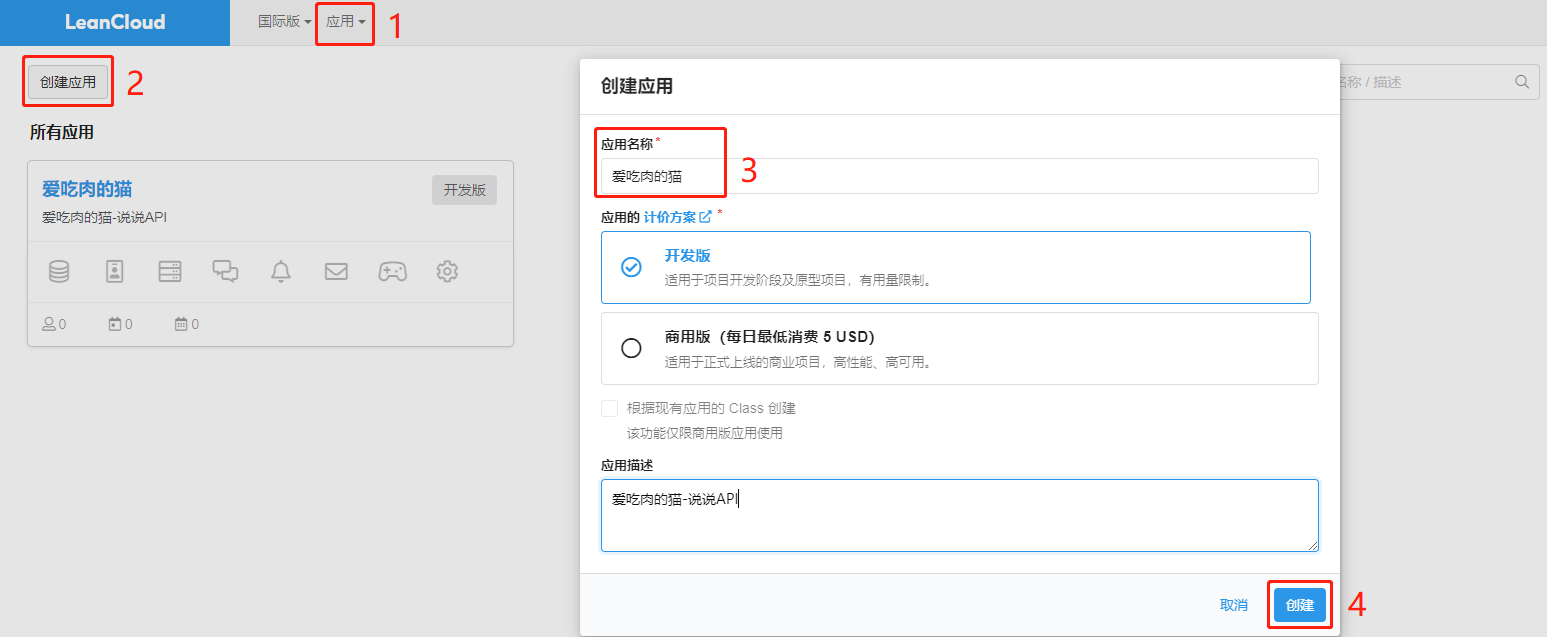 LeanCloud
国际版
应用
1
创建应用
2
所有应用
爱吃肉的猫
开发版
爱吃肉的猫-说说API
0
0
0
名称 / 描述
创建应用
应用名称*
爱吃肉的猫
3
应用的 计价方案 *
开发版
适用于项目开发阶段及原型项目，有用量限制。
商用版（每日最低消费 5 USD）
适用于正式上线的商业项目，高性能、高可用。
根据现有应用的 Class 创建
该功能仅限商用版应用使用
应用描述
爱吃肉的猫-说说API
取消
创建
4